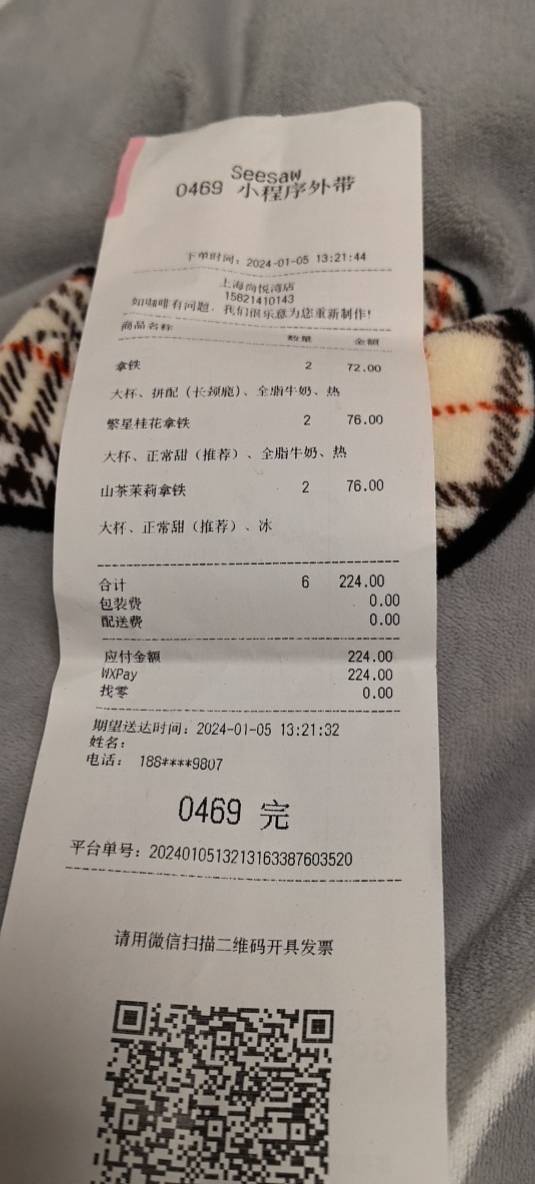 Seesaw
0469 小程序外带
下单时间：2024-01-05 13:21:44
上海尚悦湾店
15821410143
如咖啡有问题，我们很乐意为您重新制作！
商品名称 数量 金额
拿铁 2 72.00
大杯、拼配（长颈鹿）、全脂牛奶、热
繁星桂花拿铁 2 76.00
大杯、正常甜（推荐）、全脂牛奶、热
山茶茉莉拿铁 2 76.00
大杯、正常甜（推荐）、冰
合计 6 224.00
包装费 0.00
配送费 0.00
应付金额 224.00
WXPay 224.00
找零 0.00
期望送达时间：2024-01-05 13:21:32
姓名：
电话： 186****9807
0469 完
平台单号：2024010513213163387603520
请用微信扫描二维码开具发票